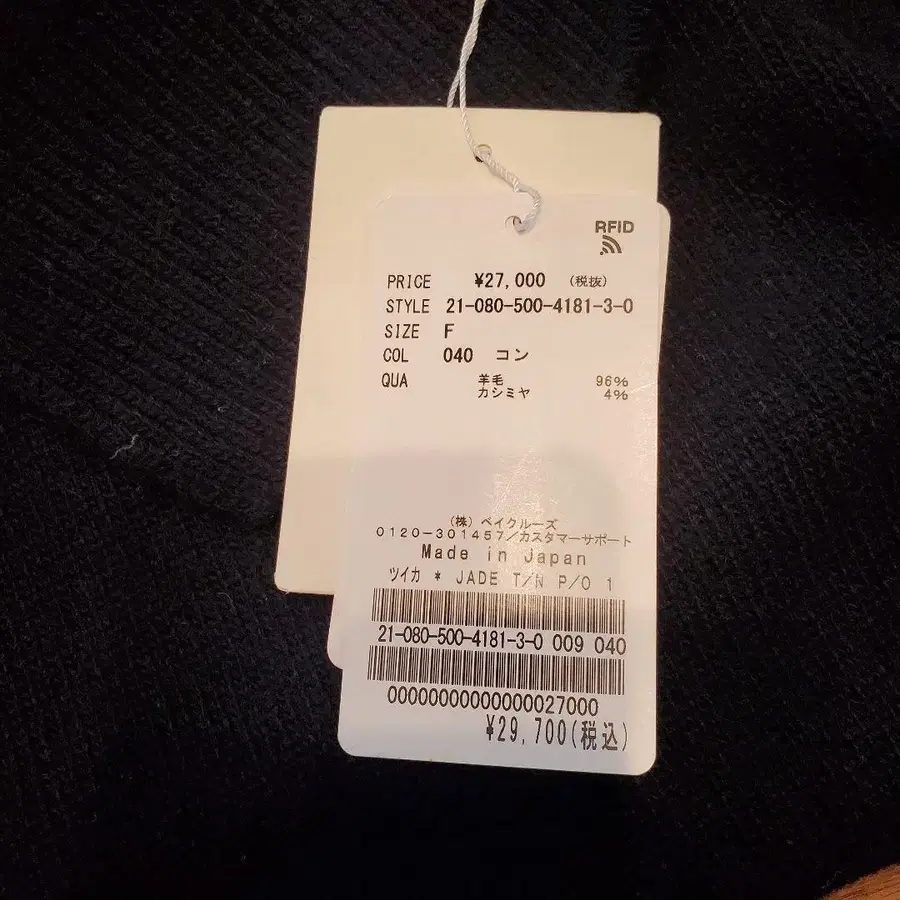 RFID
PRICE ¥27,000 (税抜)
STYLE 21-080-500-4181-3-0
SIZE F
COL 040 コン
QUA 羊毛 96%
カシミヤ 4%
(株) ベイクルーズ
0120-301457/カスタマーサポート
Made in Japan
ツイカ * JADE T/N P/O 1
21-080-500-4181-3-0 009 040
0000000000000027000
¥29,700(税込)